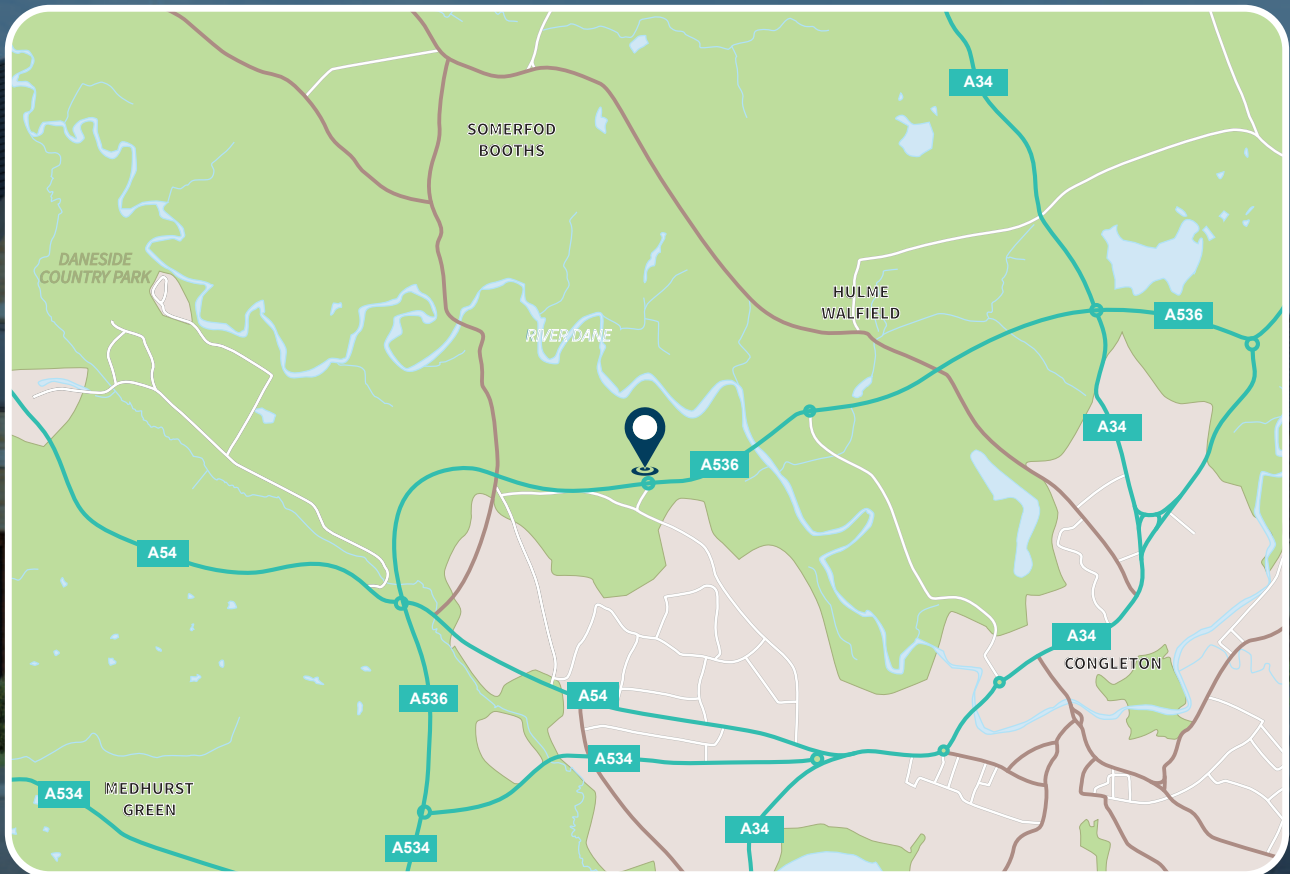 A34
SOMERFOD
BOOTHS
DANESIDE
COUNTRY PARK
HULME
WALFIELD
A536
RIVER DANE
A34
A536
A54
A34
CONGLETON
A536
A54
A534
MEDHURST
GREEN
A534
A34
A534